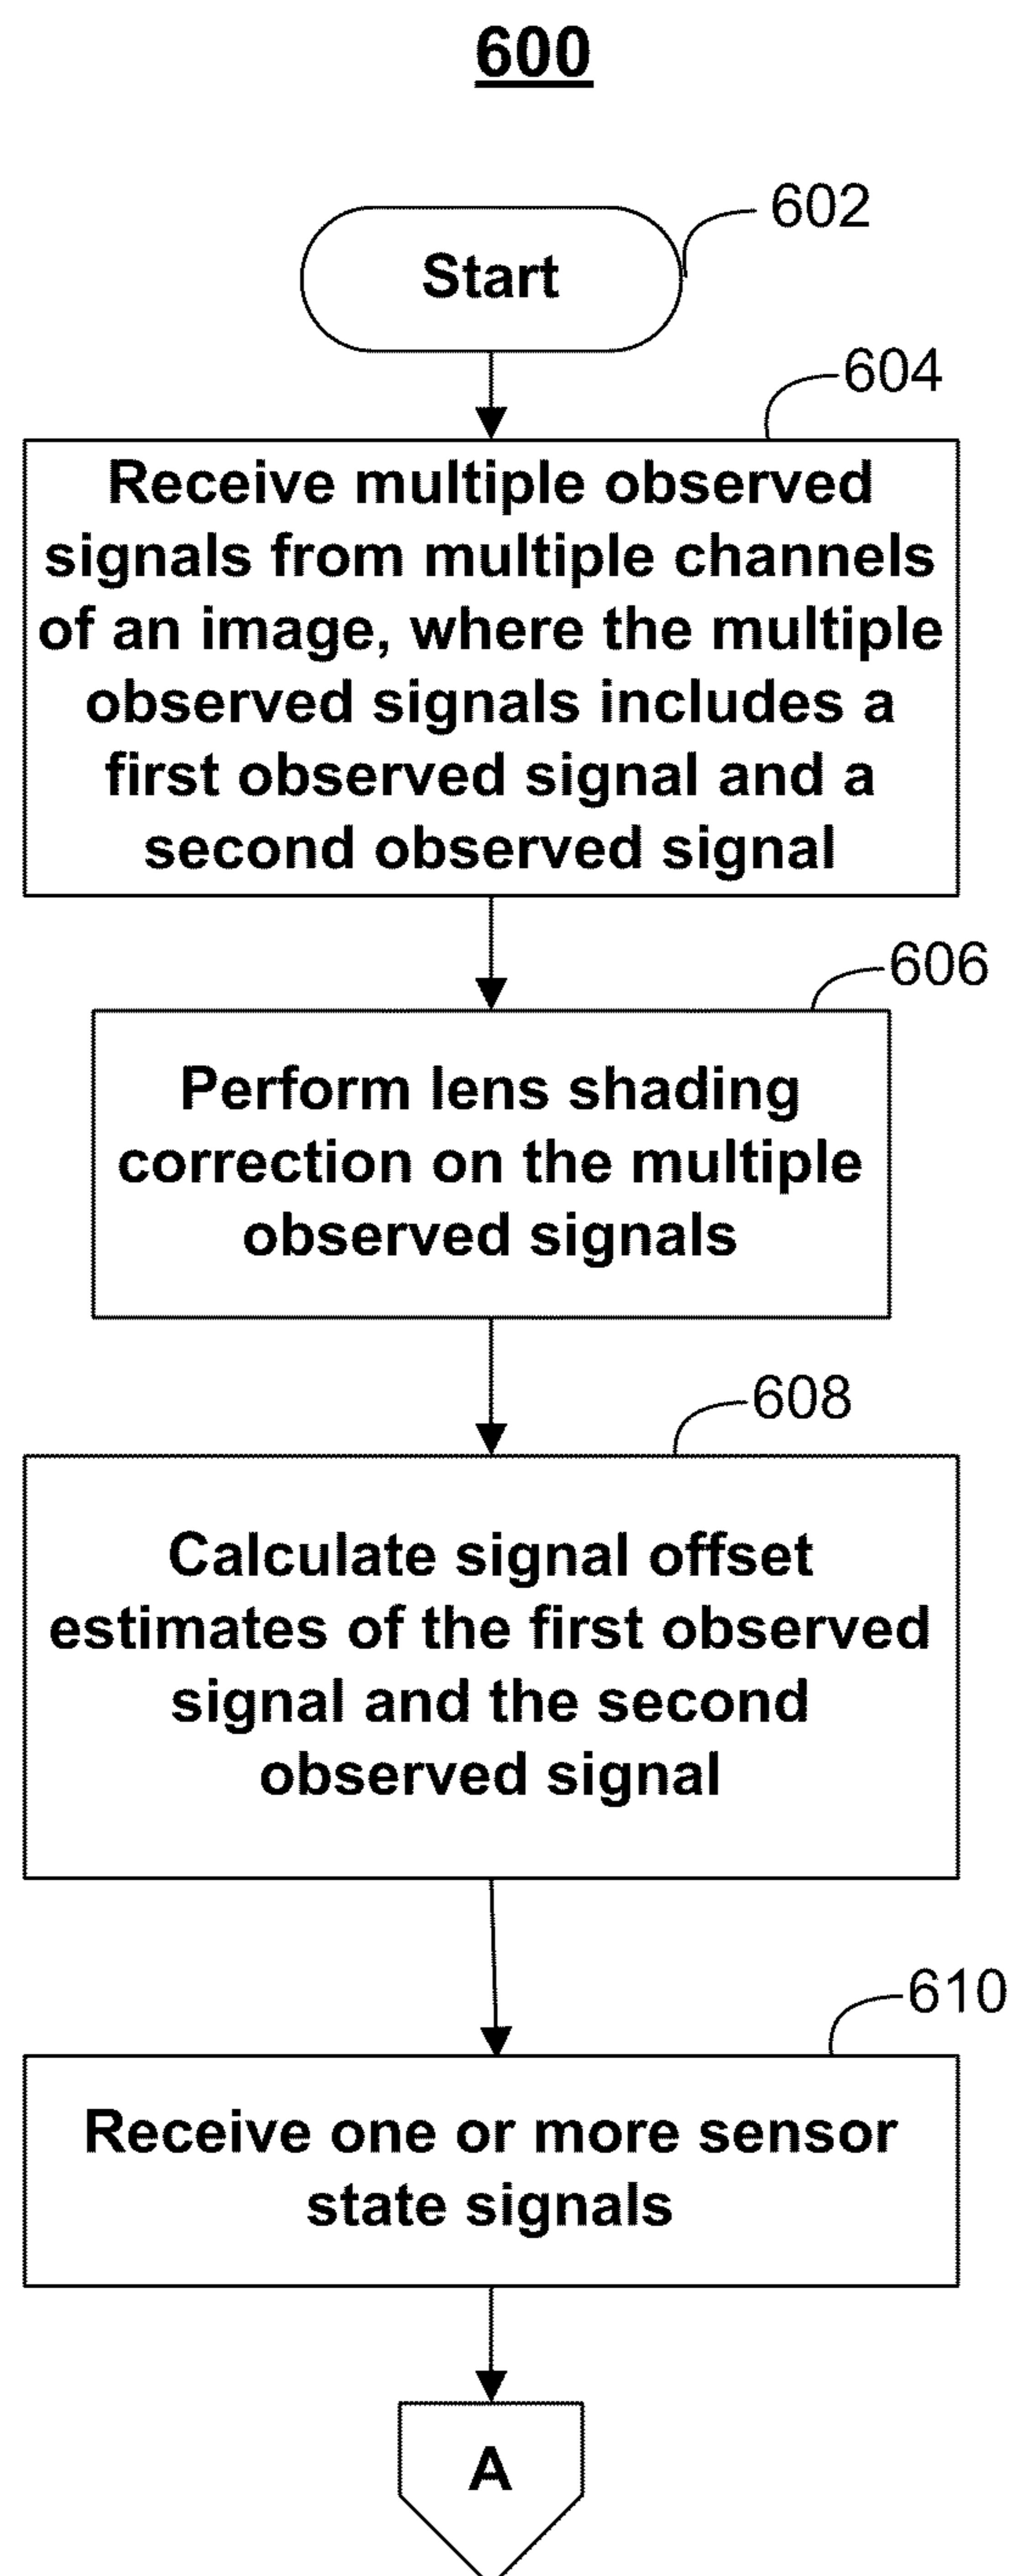 600
602
Start
604
Receive multiple observed
signals from multiple channels
of an image, where the multiple
observed signals includes a
first observed signal and a
second observed signal
606
Perform lens shading
correction on the multiple
observed signals
608
Calculate signal offset
estimates of the first observed
signal and the second
observed signal
610
Receive one or more sensor
state signals
A